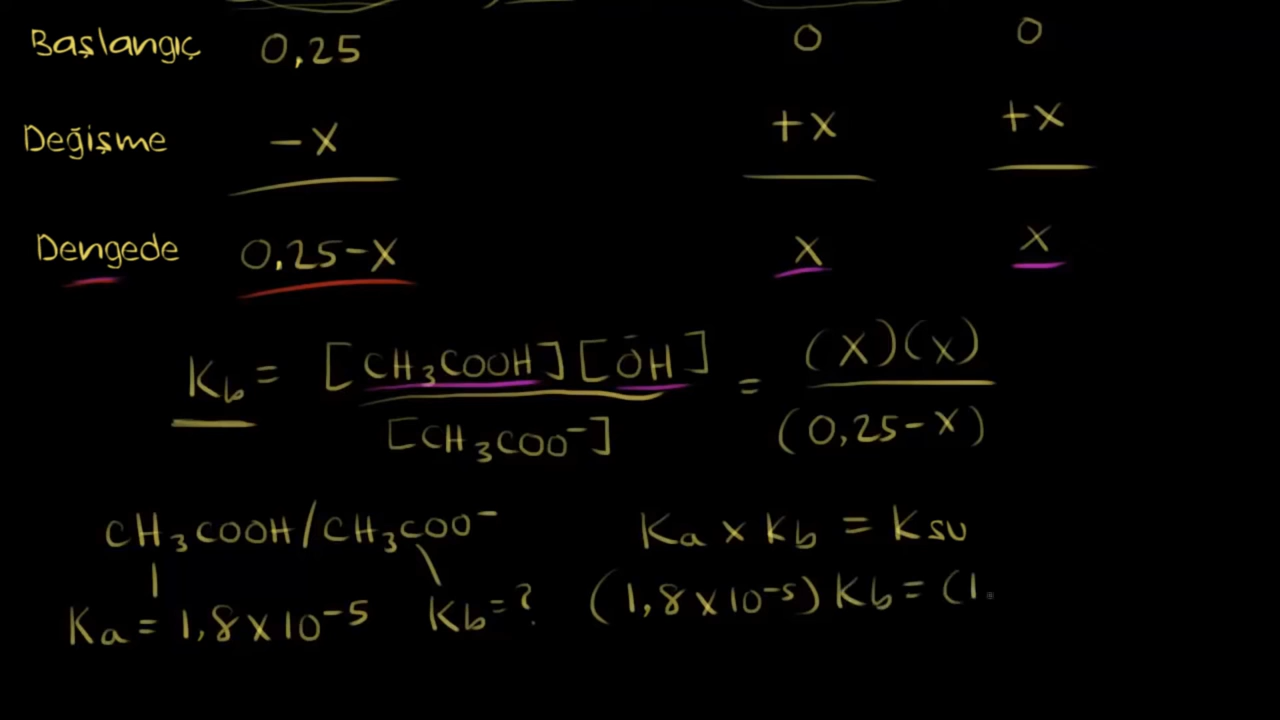 Başlangıç 0,25 0 0
Değişme -X +X +X
Dengede 0,25-X X X
Kb = [CH₃COOH][ŌH] / [CH₃COO⁻] = (X)(X) / (0,25-X)
CH₃COOH/CH₃COO⁻ Ka x Kb = Ksu
Ka = 1,8x10⁻⁵ Kb=? (1,8x10⁻⁵) Kb = (1